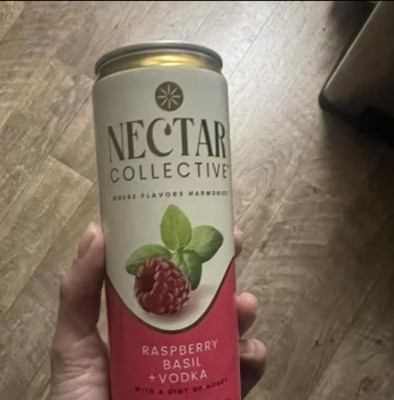 NECTAR
COLLECTIVE
WHERE FLAVORS HARMONIZE
RASPBERRY
BASIL
+ VODKA
WITH A HINT OF HONEY